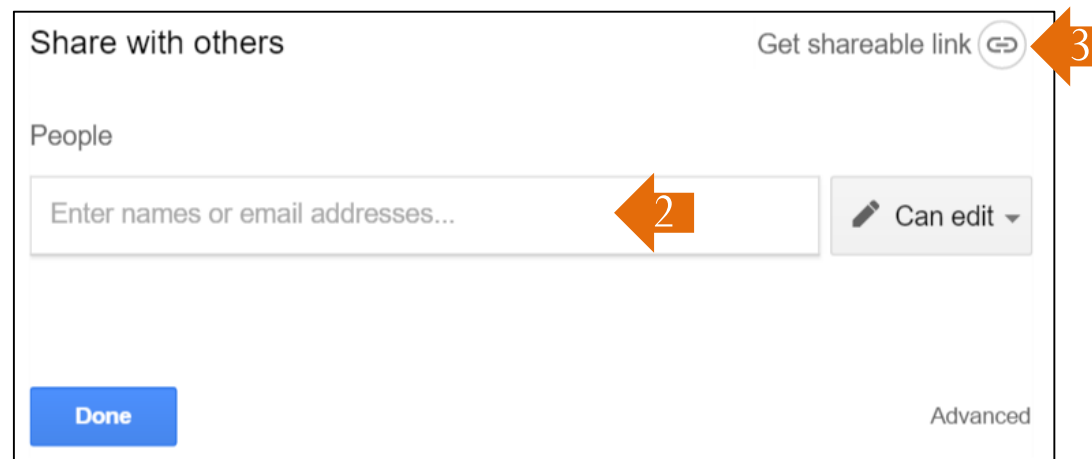 Share with others
Get shareable link
3
People
Enter names or email addresses...
2
Can edit
Done
Advanced